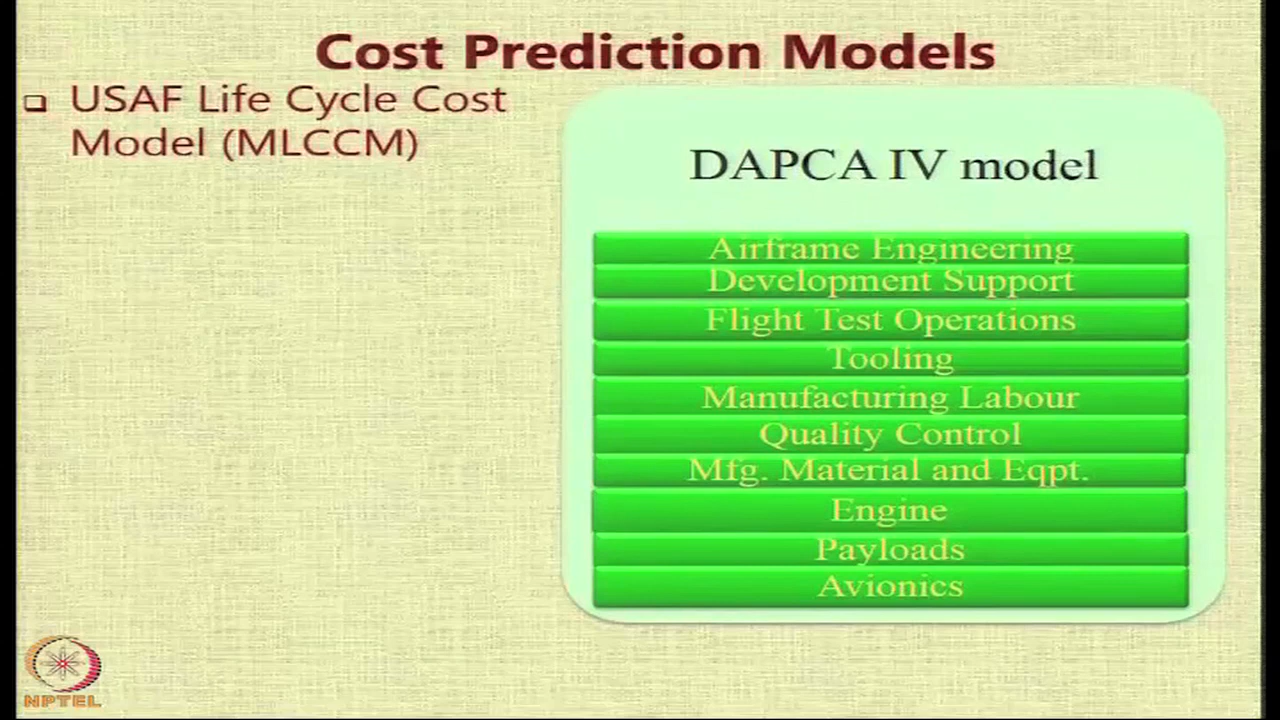 Cost Prediction Models
USAF Life Cycle Cost
Model (MLCCM)
DAPCA IV model
Airframe Engineering
Development Support
Flight Test Operations
Tooling
Manufacturing Labour
Quality Control
Mfg. Material and Eqpt.
Engine
Payloads
Avionics
NPTEL